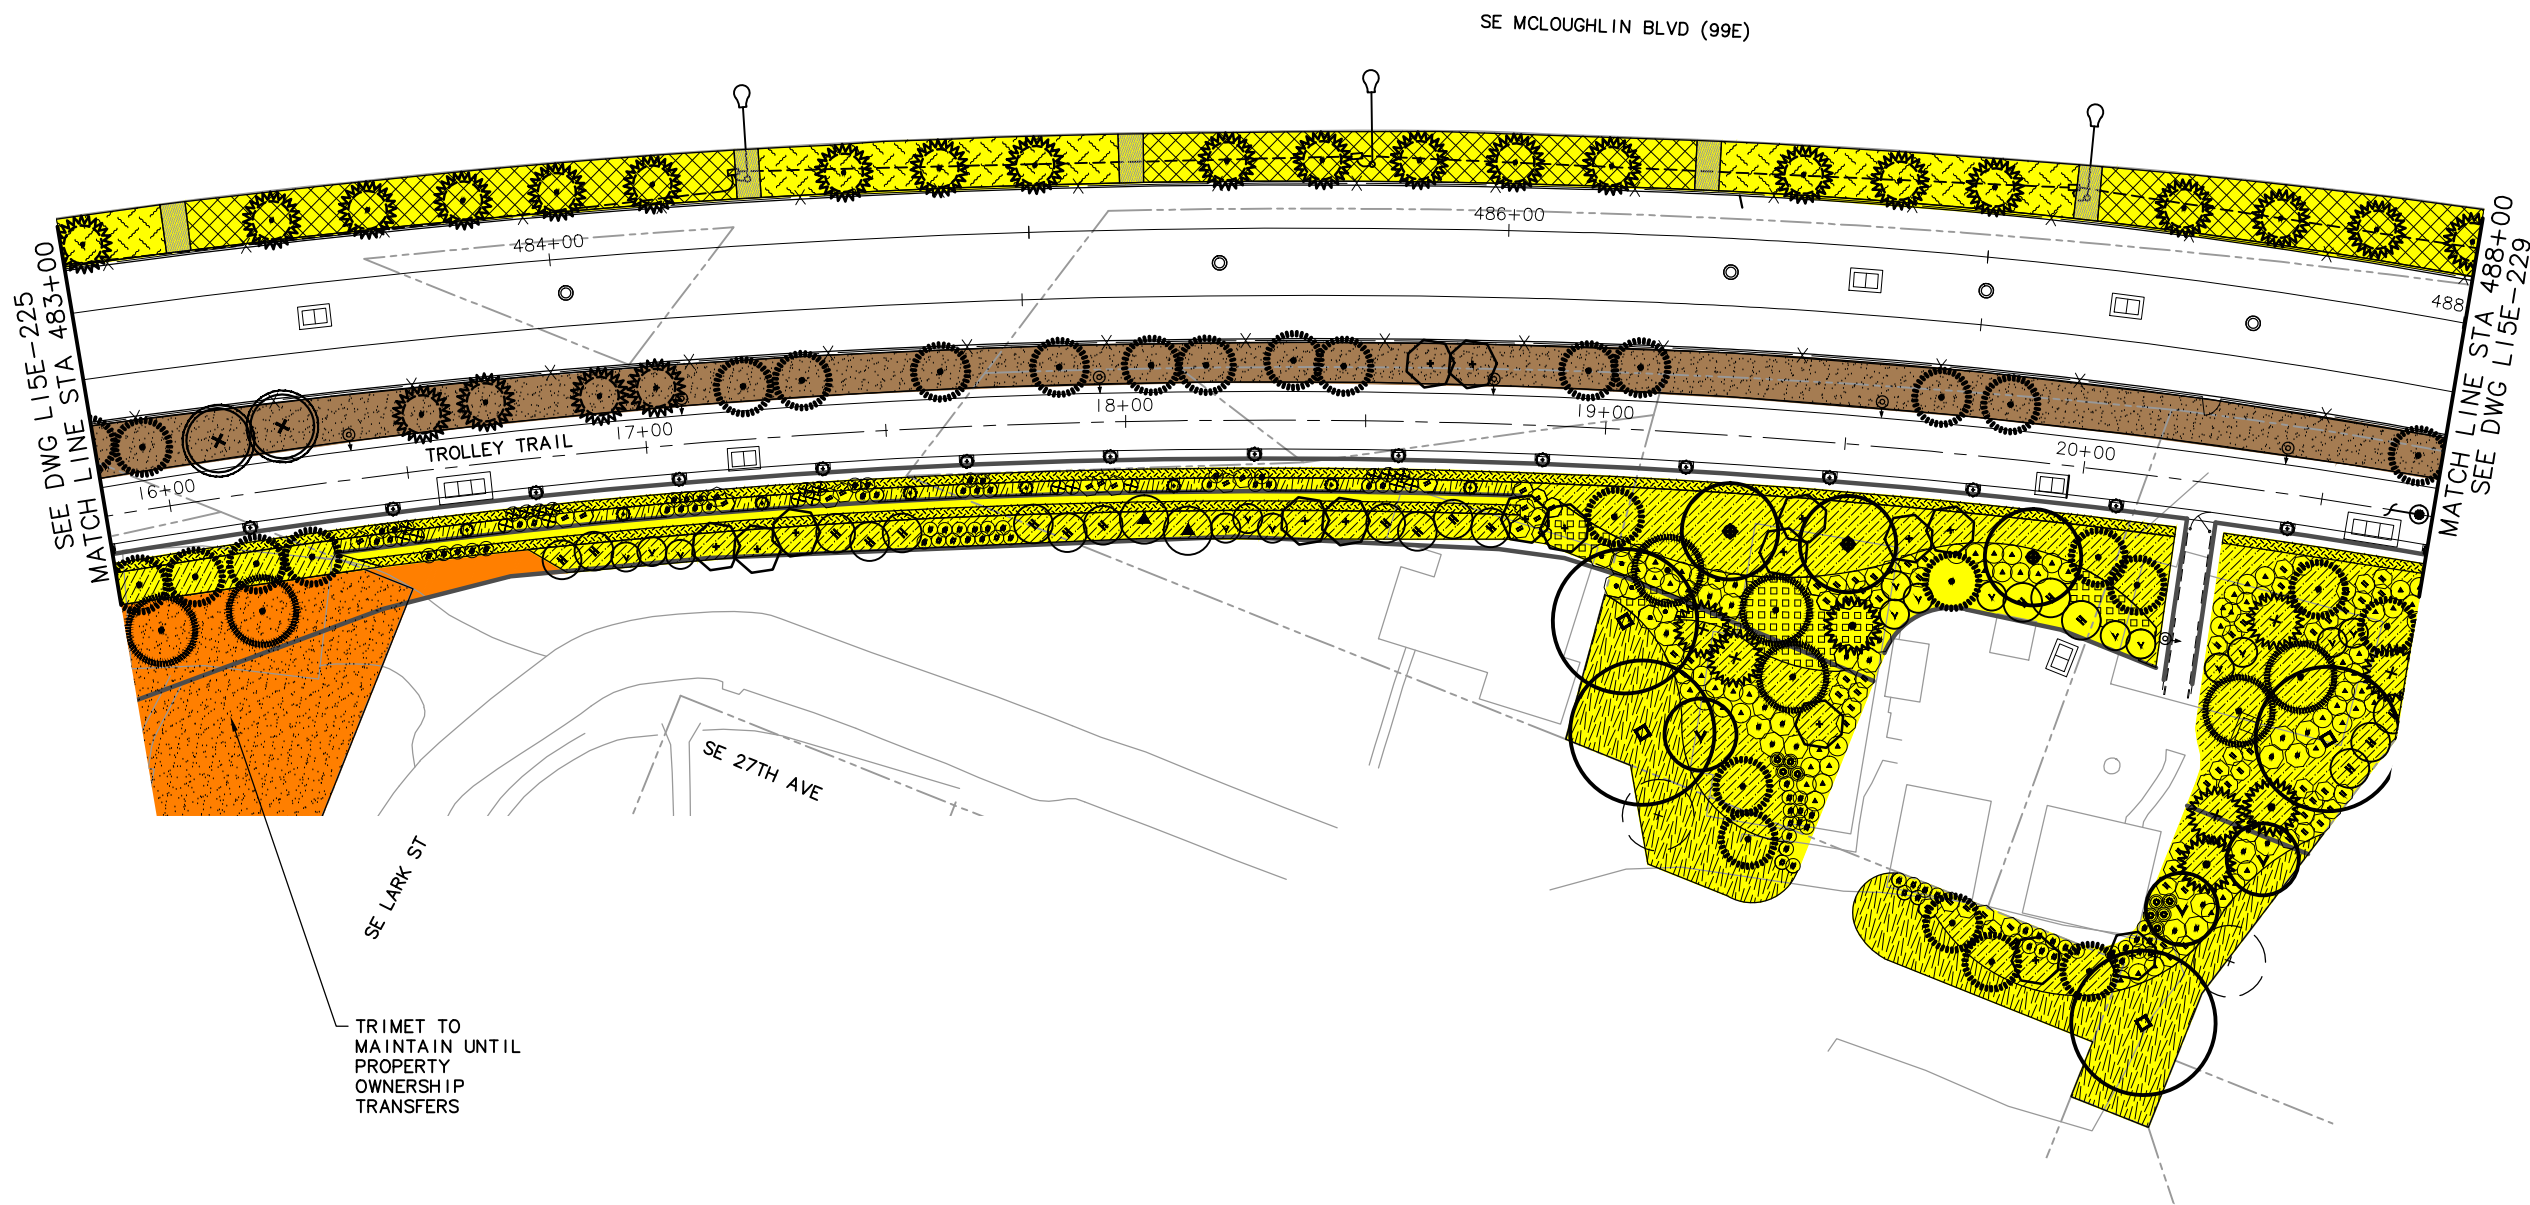 SE MCLOUGHLIN BLVD (99E)
SEE DWG L15E-225
MATCH LINE STA 483+00
484+00
486+00
488
MATCH LINE STA 488+00
SEE DWG L15E-229
TROLLEY TRAIL
16+00
17+00
18+00
19+00
20+00
SE 27TH AVE
SE LARK ST
TRIMET TO
MAINTAIN UNTIL
PROPERTY
OWNERSHIP
TRANSFERS